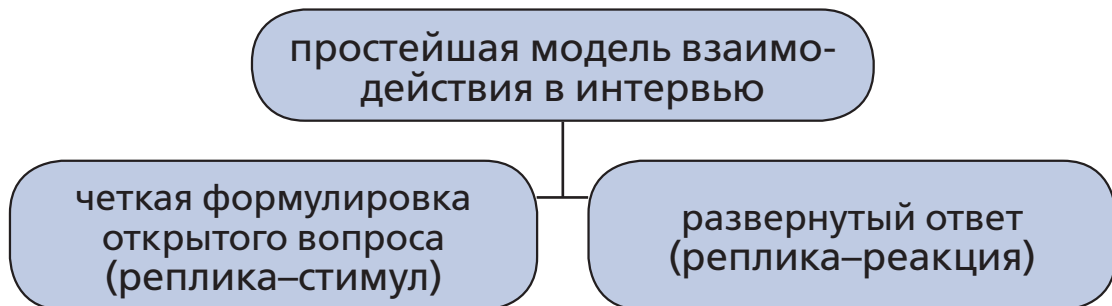 простейшая модель взаимо-
действия в интервью
четкая формулировка
открытого вопроса
(реплика–стимул)
развернутый ответ
(реплика–реакция)